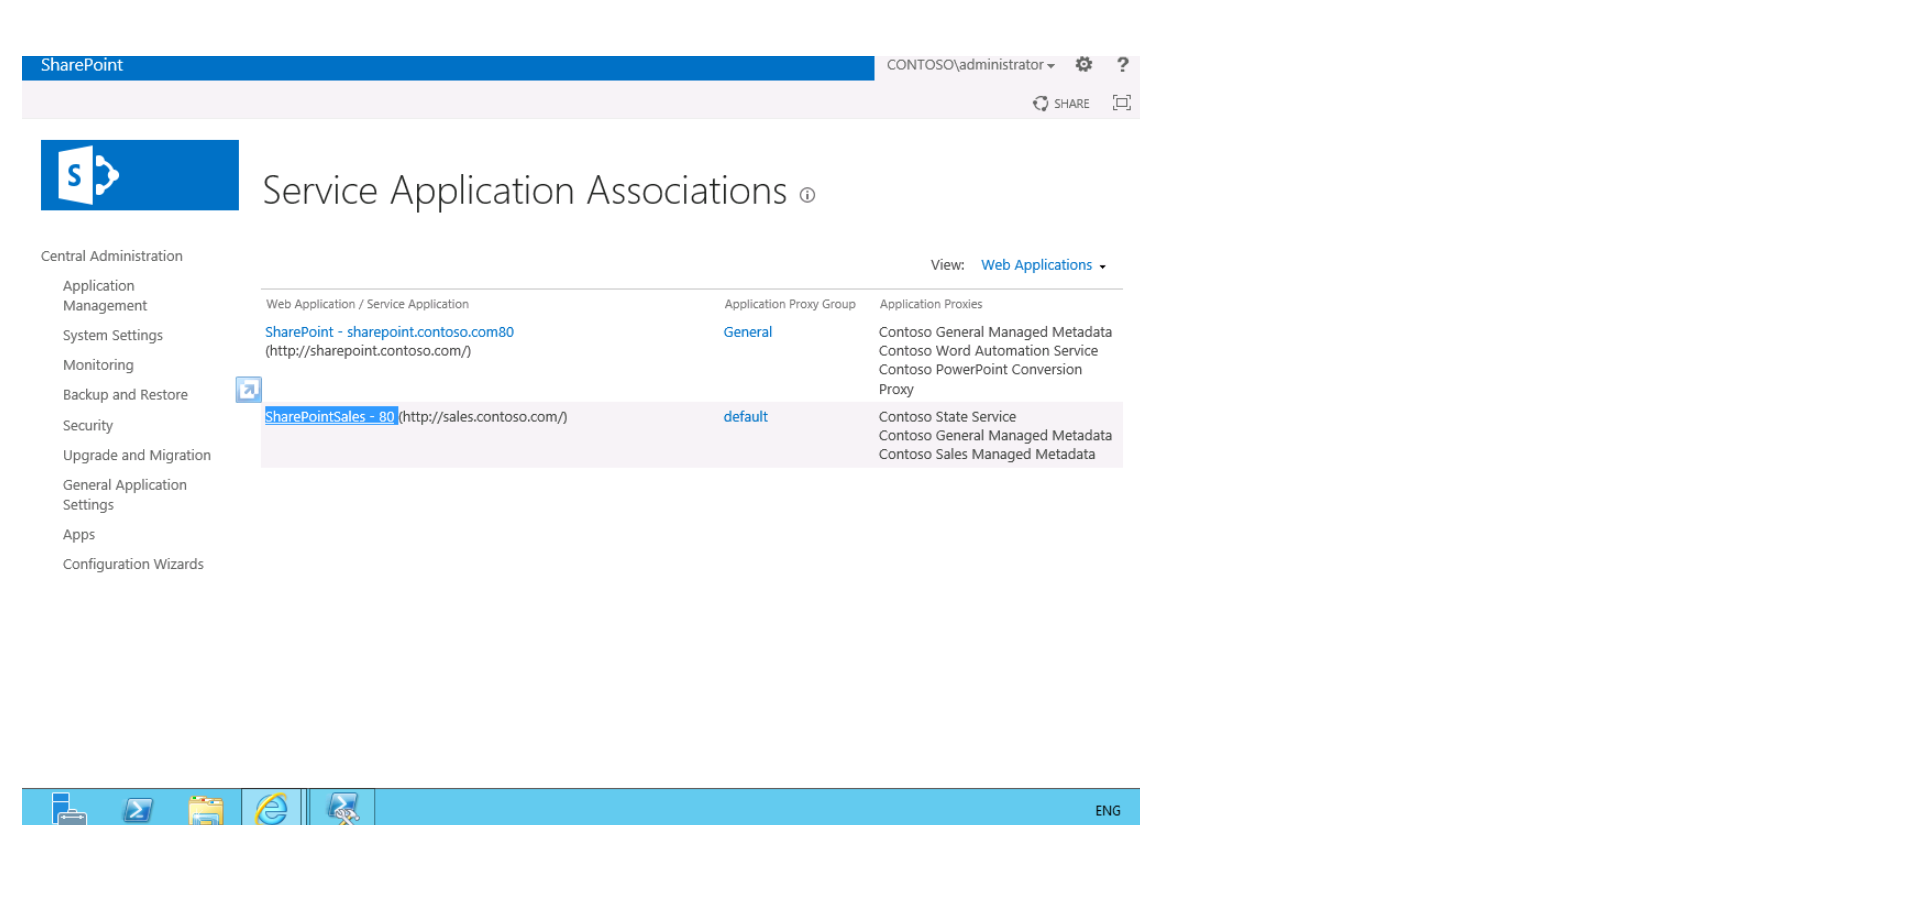 SharePoint
CONTOSO\administrator
?
SHARE
S
Service Application Associations
Central Administration
Application
Management
System Settings
Monitoring
Backup and Restore
Security
Upgrade and Migration
General Application
Settings
Apps
Configuration Wizards
View: Web Applications
Web Application / Service Application Application Proxy Group Application Proxies
SharePoint - sharepoint.contoso.com80 General Contoso General Managed Metadata
(http://sharepoint.contoso.com/) Contoso Word Automation Service
Contoso PowerPoint Conversion
Proxy
SharePointSales - 80 (http://sales.contoso.com/) default Contoso State Service
Contoso General Managed Metadata
Contoso Sales Managed Metadata
ENG